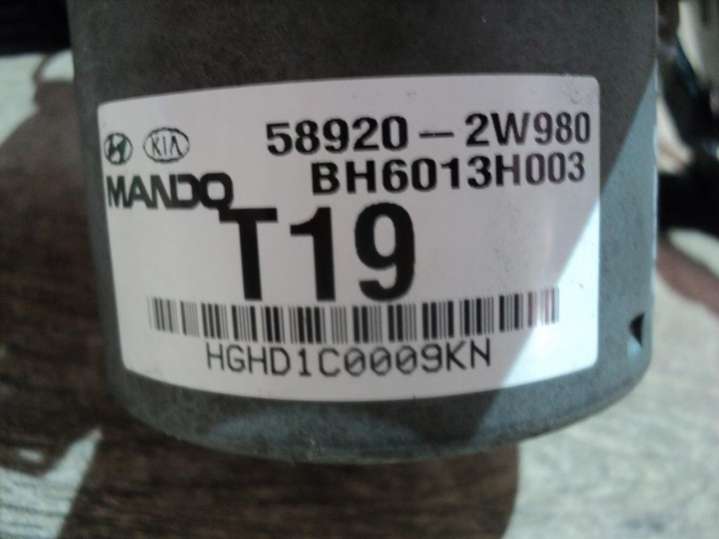 58920-2W980
KIA
BH6013H003
MANDO
T19
HGHD1C0009KN